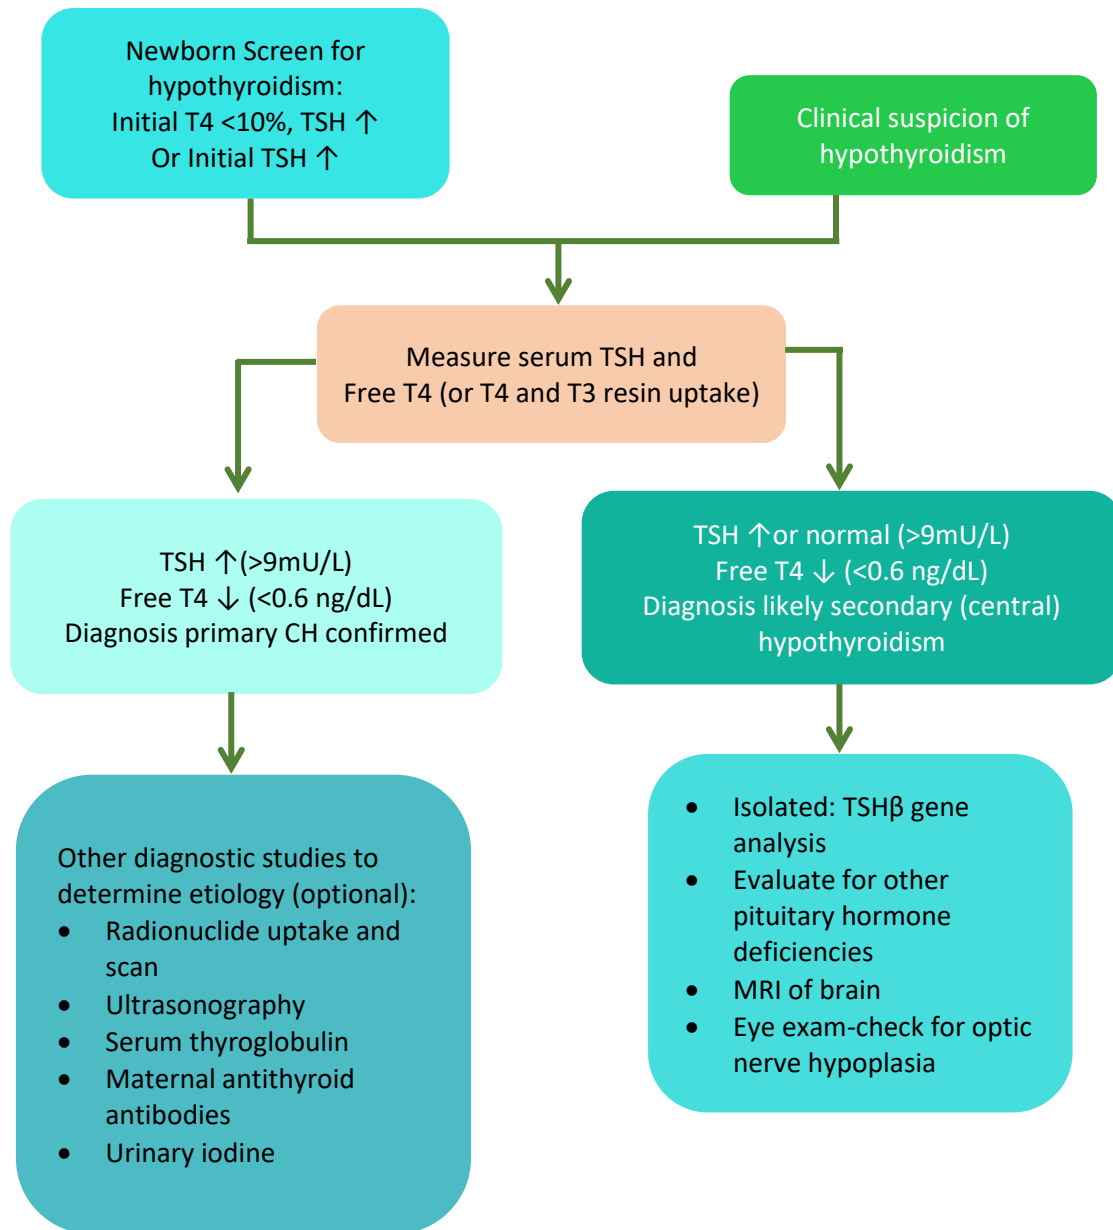 Newborn Screen for
hypothyroidism:
Initial T4 <10%, TSH ↑
Or Initial TSH ↑
Clinical suspicion of
hypothyroidism
Measure serum TSH and
Free T4 (or T4 and T3 resin uptake)
TSH ↑(>9mU/L)
Free T4 ↓ (<0.6 ng/dL)
Diagnosis primary CH confirmed
TSH ↑or normal (>9mU/L)
Free T4 ↓ (<0.6 ng/dL)
Diagnosis likely secondary (central)
hypothyroidism
Other diagnostic studies to
determine etiology (optional):
• Radionuclide uptake and
scan
• Ultrasonography
• Serum thyroglobulin
• Maternal antithyroid
antibodies
• Urinary iodine
• Isolated: TSHβ gene
analysis
• Evaluate for other
pituitary hormone
deficiencies
• MRI of brain
• Eye exam-check for optic
nerve hypoplasia